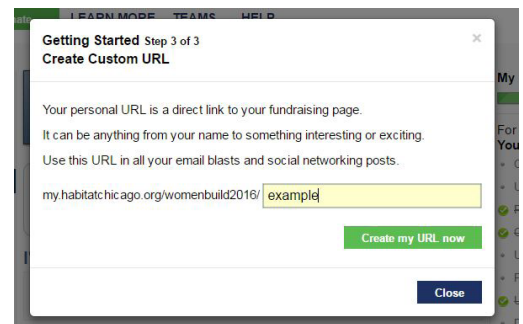 LEARN MORE TEAMS HELP
Getting Started Step 3 of 3
×
Create Custom URL
My
Your personal URL is a direct link to your fundraising page.
For
It can be anything from your name to something interesting or exciting.
You
Use this URL in all your email blasts and social networking posts.
my.habitatchicago.org/womenbuild2016/ example
Create my URL now
Close